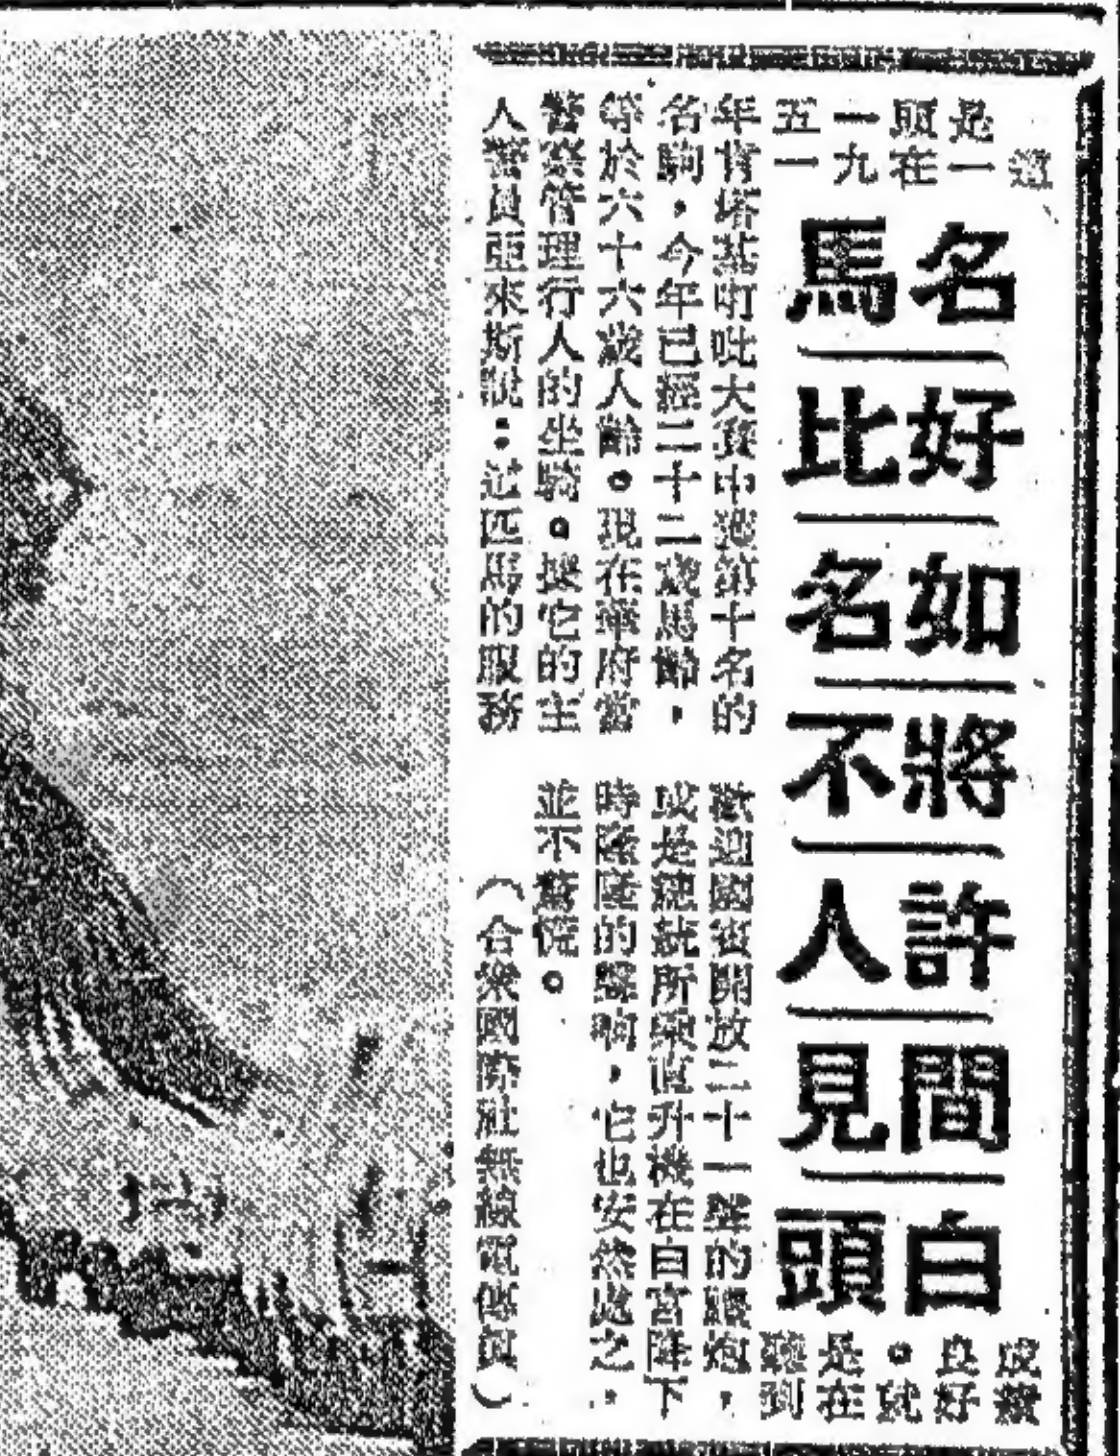 名馬
好比
如名
將不
許人
間見
白頭
這
是一
頭在
一九
五一
年肯塔基叮吡大賽中獲第十名的
名駒，今年已經二十二歲馬齡，
等於六十六歲人齡。現在華府當
警察管理行人的坐騎。據它的主
人警員亞來斯說：這匹馬的服務
成績
良好
。就
是在
聽到
歡迎國賓開放二十一聲的禮炮，
或是總統所乘直升機在白宮降下
時隆隆的聲响，它也安然處之，
並不驚慌。
（合衆國際社無線電傳眞）